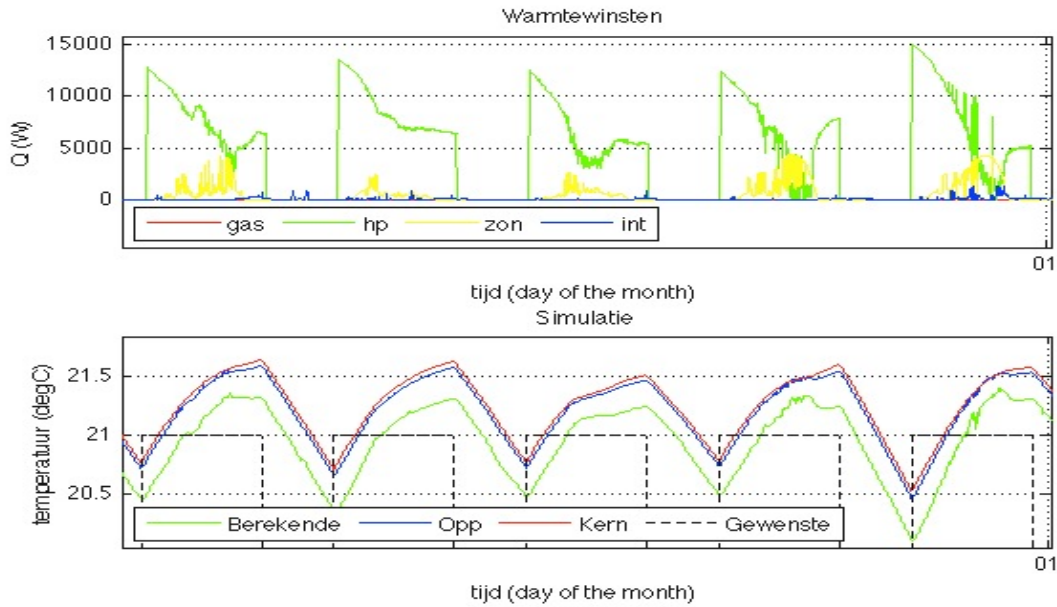 Warmtewinsten
15000
10000
5000
0
Q (W)
gas hp zon int
01
tijd (day of the month)
Simulatie
21.5
21
20.5
temperatuur (degC)
Berekende Opp Kern Gewenste
01
tijd (day of the month)